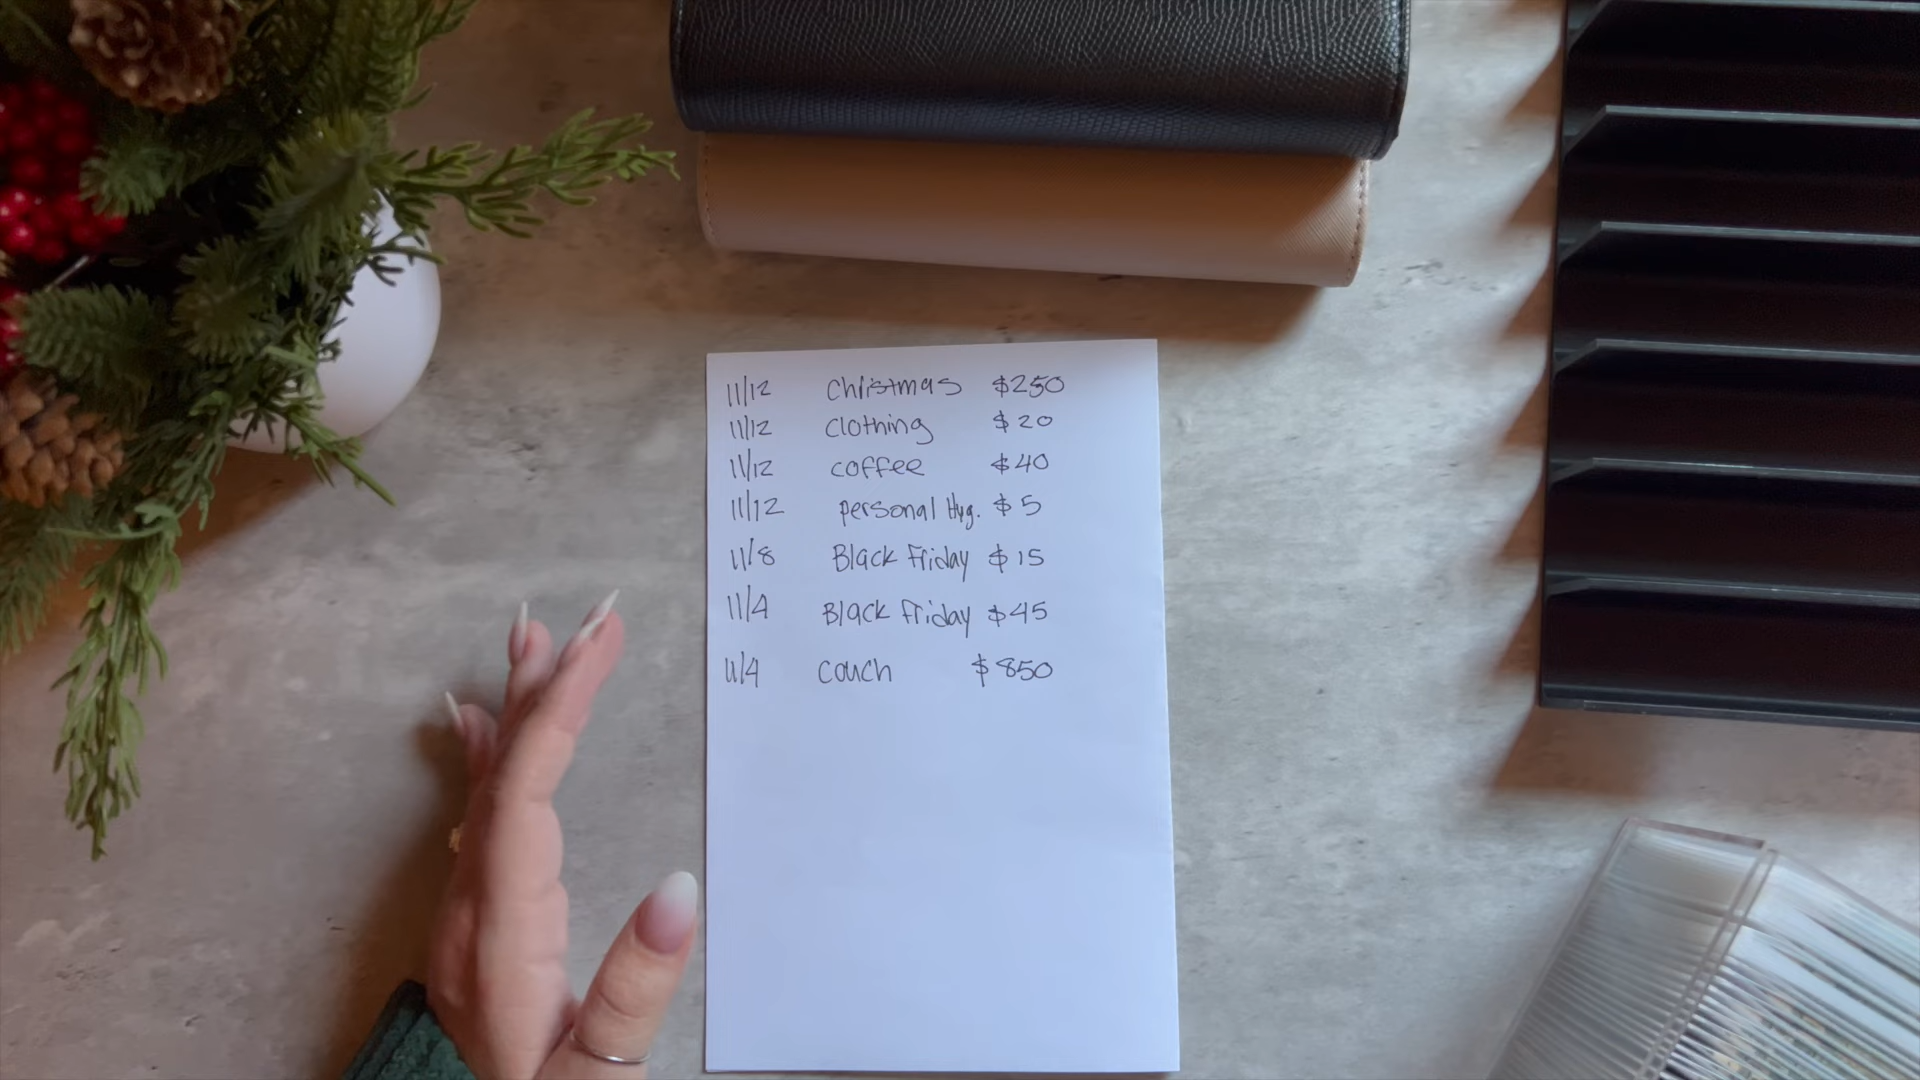 11/12 Christmas $250
11/12 clothing $20
11/12 coffee $40
11/12 personal Hyg. $5
11/8 Black Friday $15
11/4 Black Friday $45
11/4 couch $850